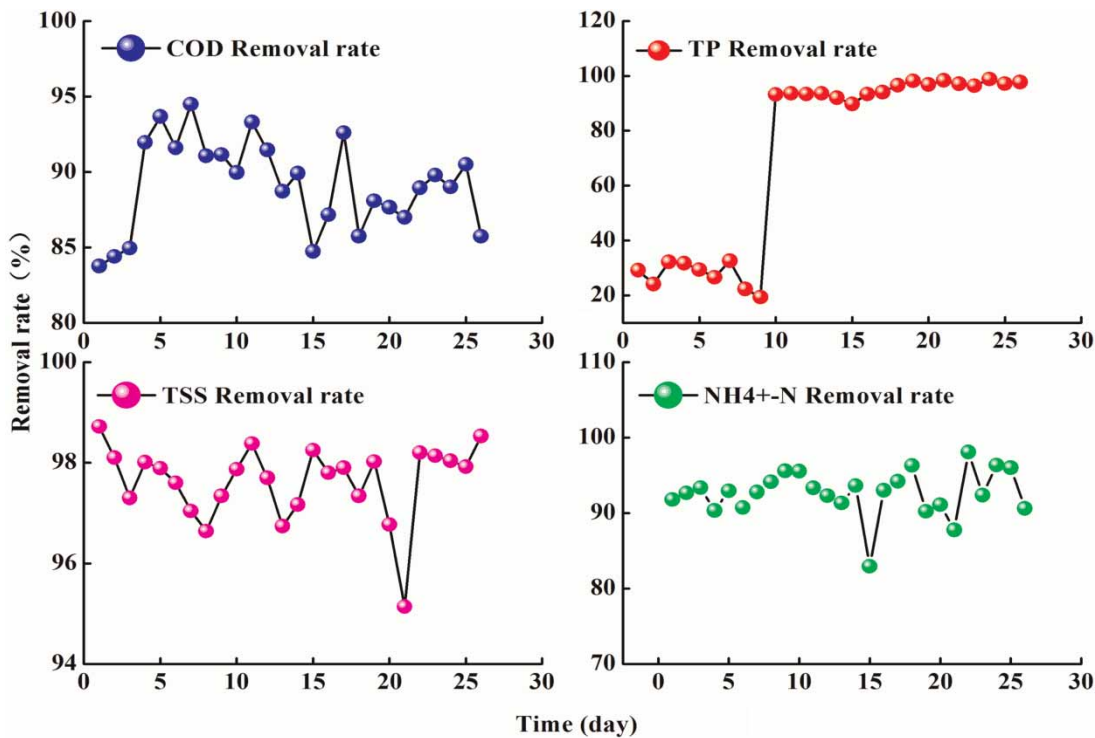 100
COD Removal rate
95
90
85
80
0 5 10 15 20 25 30
120
TP Removal rate
100
80
60
40
20
0 5 10 15 20 25 30
Removal rate (%)
100
TSS Removal rate
98
96
94
0 5 10 15 20 25 30
110
NH4+-N Removal rate
100
90
80
70
0 5 10 15 20 25 30
Time (day)